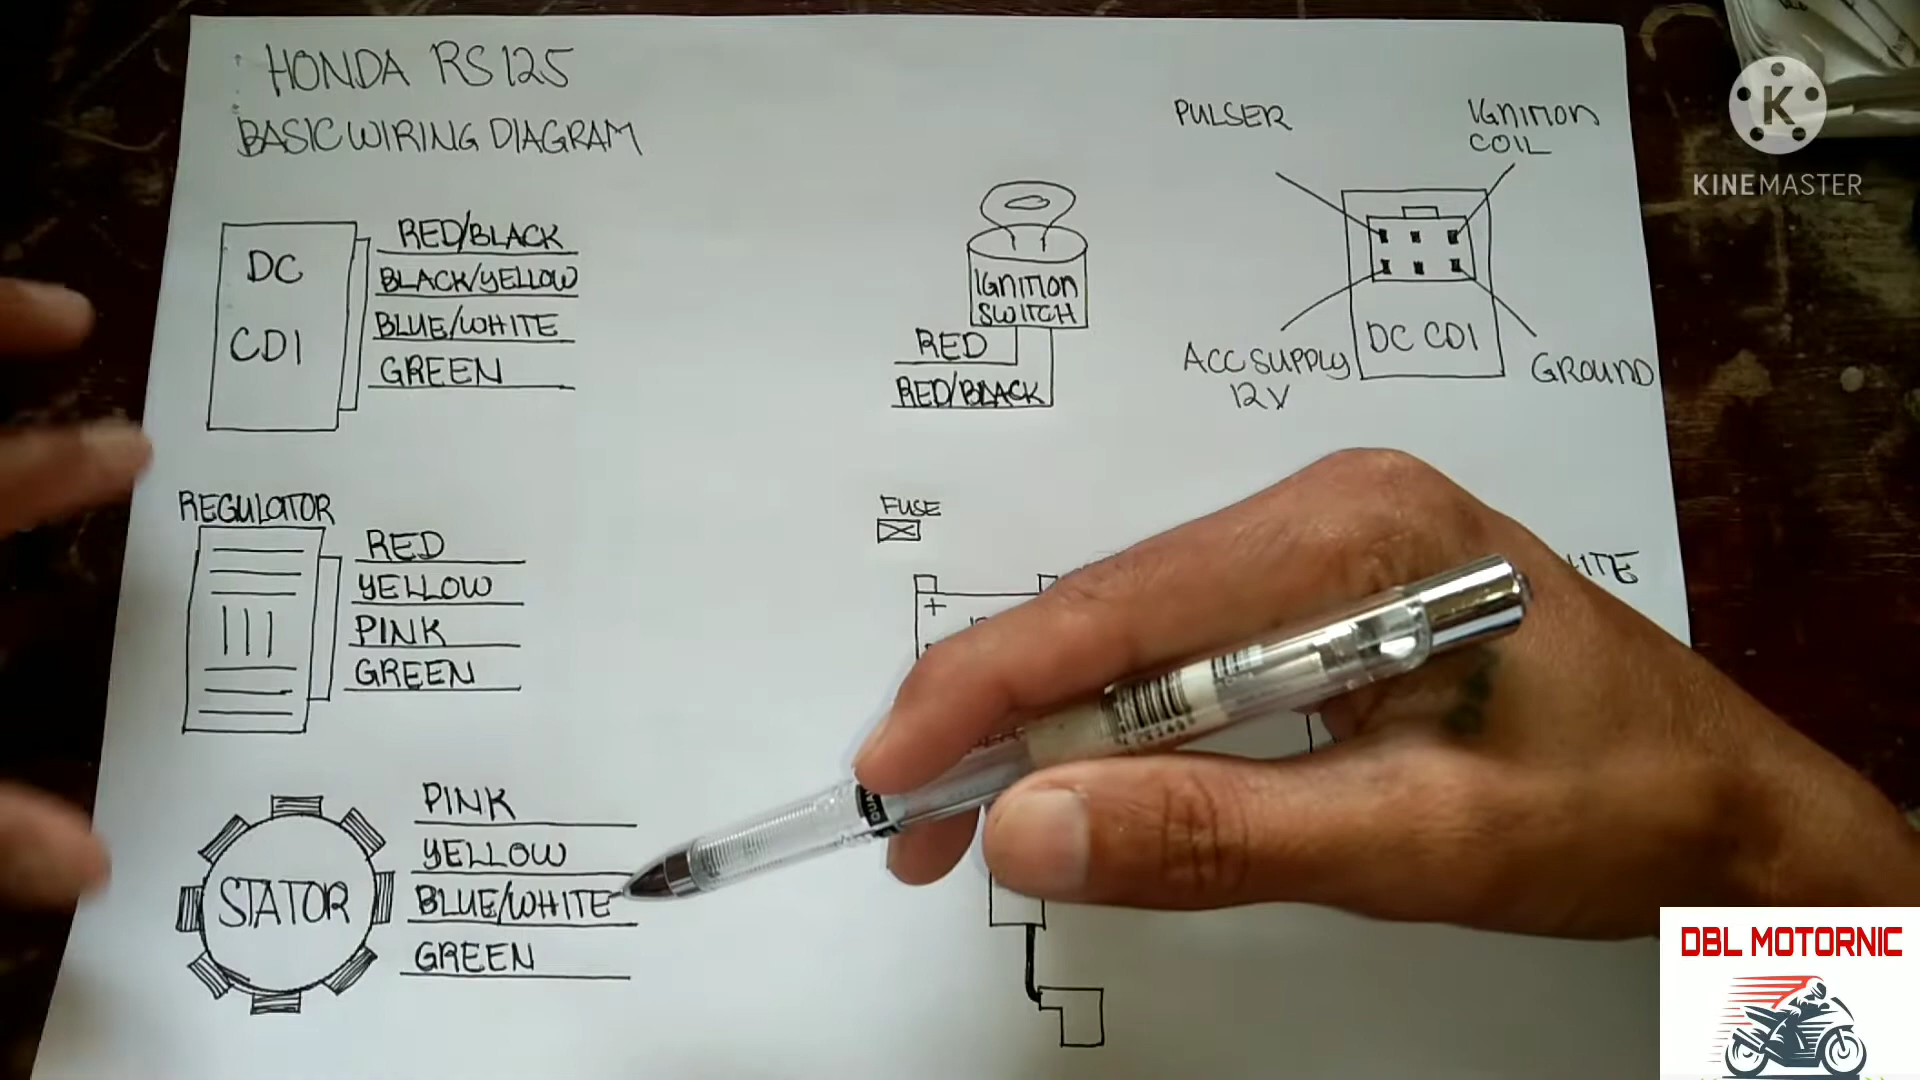 HONDA RS125
BASIC WIRING DIAGRAM
PULSER
IGNITION
COIL
KINEMASTER
DC
CDI
RED/BLACK
BLACK/YELLOW
BLUE/WHITE
GREEN
IGNITION
SWITCH
RED
RED/BLACK
DC CDI
ACC SUPPLY
12V
GROUND
REGULATOR
RED
YELLOW
PINK
GREEN
FUSE
+
STATOR
PINK
YELLOW
BLUE/WHITE
GREEN
DBL MOTORNIC